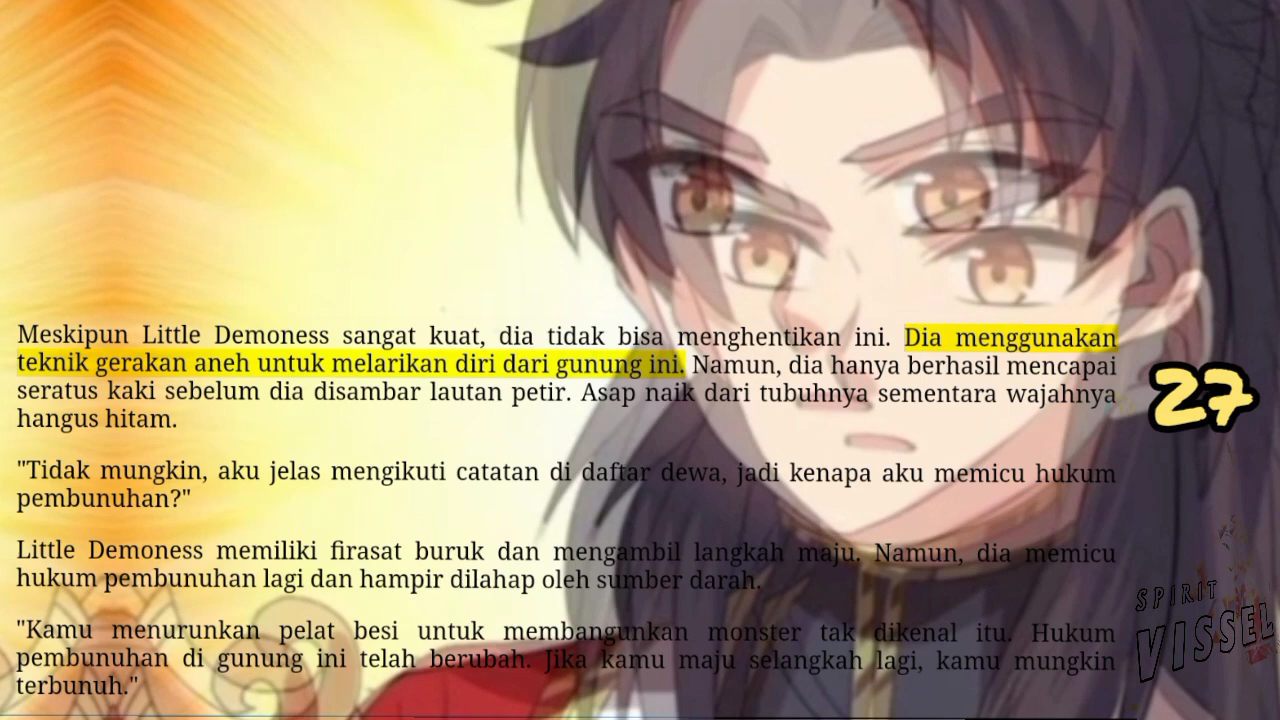 Meskipun Little Demoness sangat kuat, dia tidak bisa menghentikan ini. Dia menggunakan
teknik gerakan aneh untuk melarikan diri dari gunung ini. Namun, dia hanya berhasil mencapai
seratus kaki sebelum dia disambar lautan petir. Asap naik dari tubuhnya sementara wajahnya
hangus hitam.
"Tidak mungkin, aku jelas mengikuti catatan di daftar dewa, jadi kenapa aku memicu hukum
pembunuhan?"
Little Demoness memiliki firasat buruk dan mengambil langkah maju. Namun, dia memicu
hukum pembunuhan lagi dan hampir dilahap oleh sumber darah.
"Kamu menurunkan pelat besi untuk membangunkan monster tak dikenal itu. Hukum
pembunuhan di gunung ini telah berubah. Jika kamu maju selangkah lagi, kamu mungkin
terbunuh."
27
SPIRIT
VISSEL